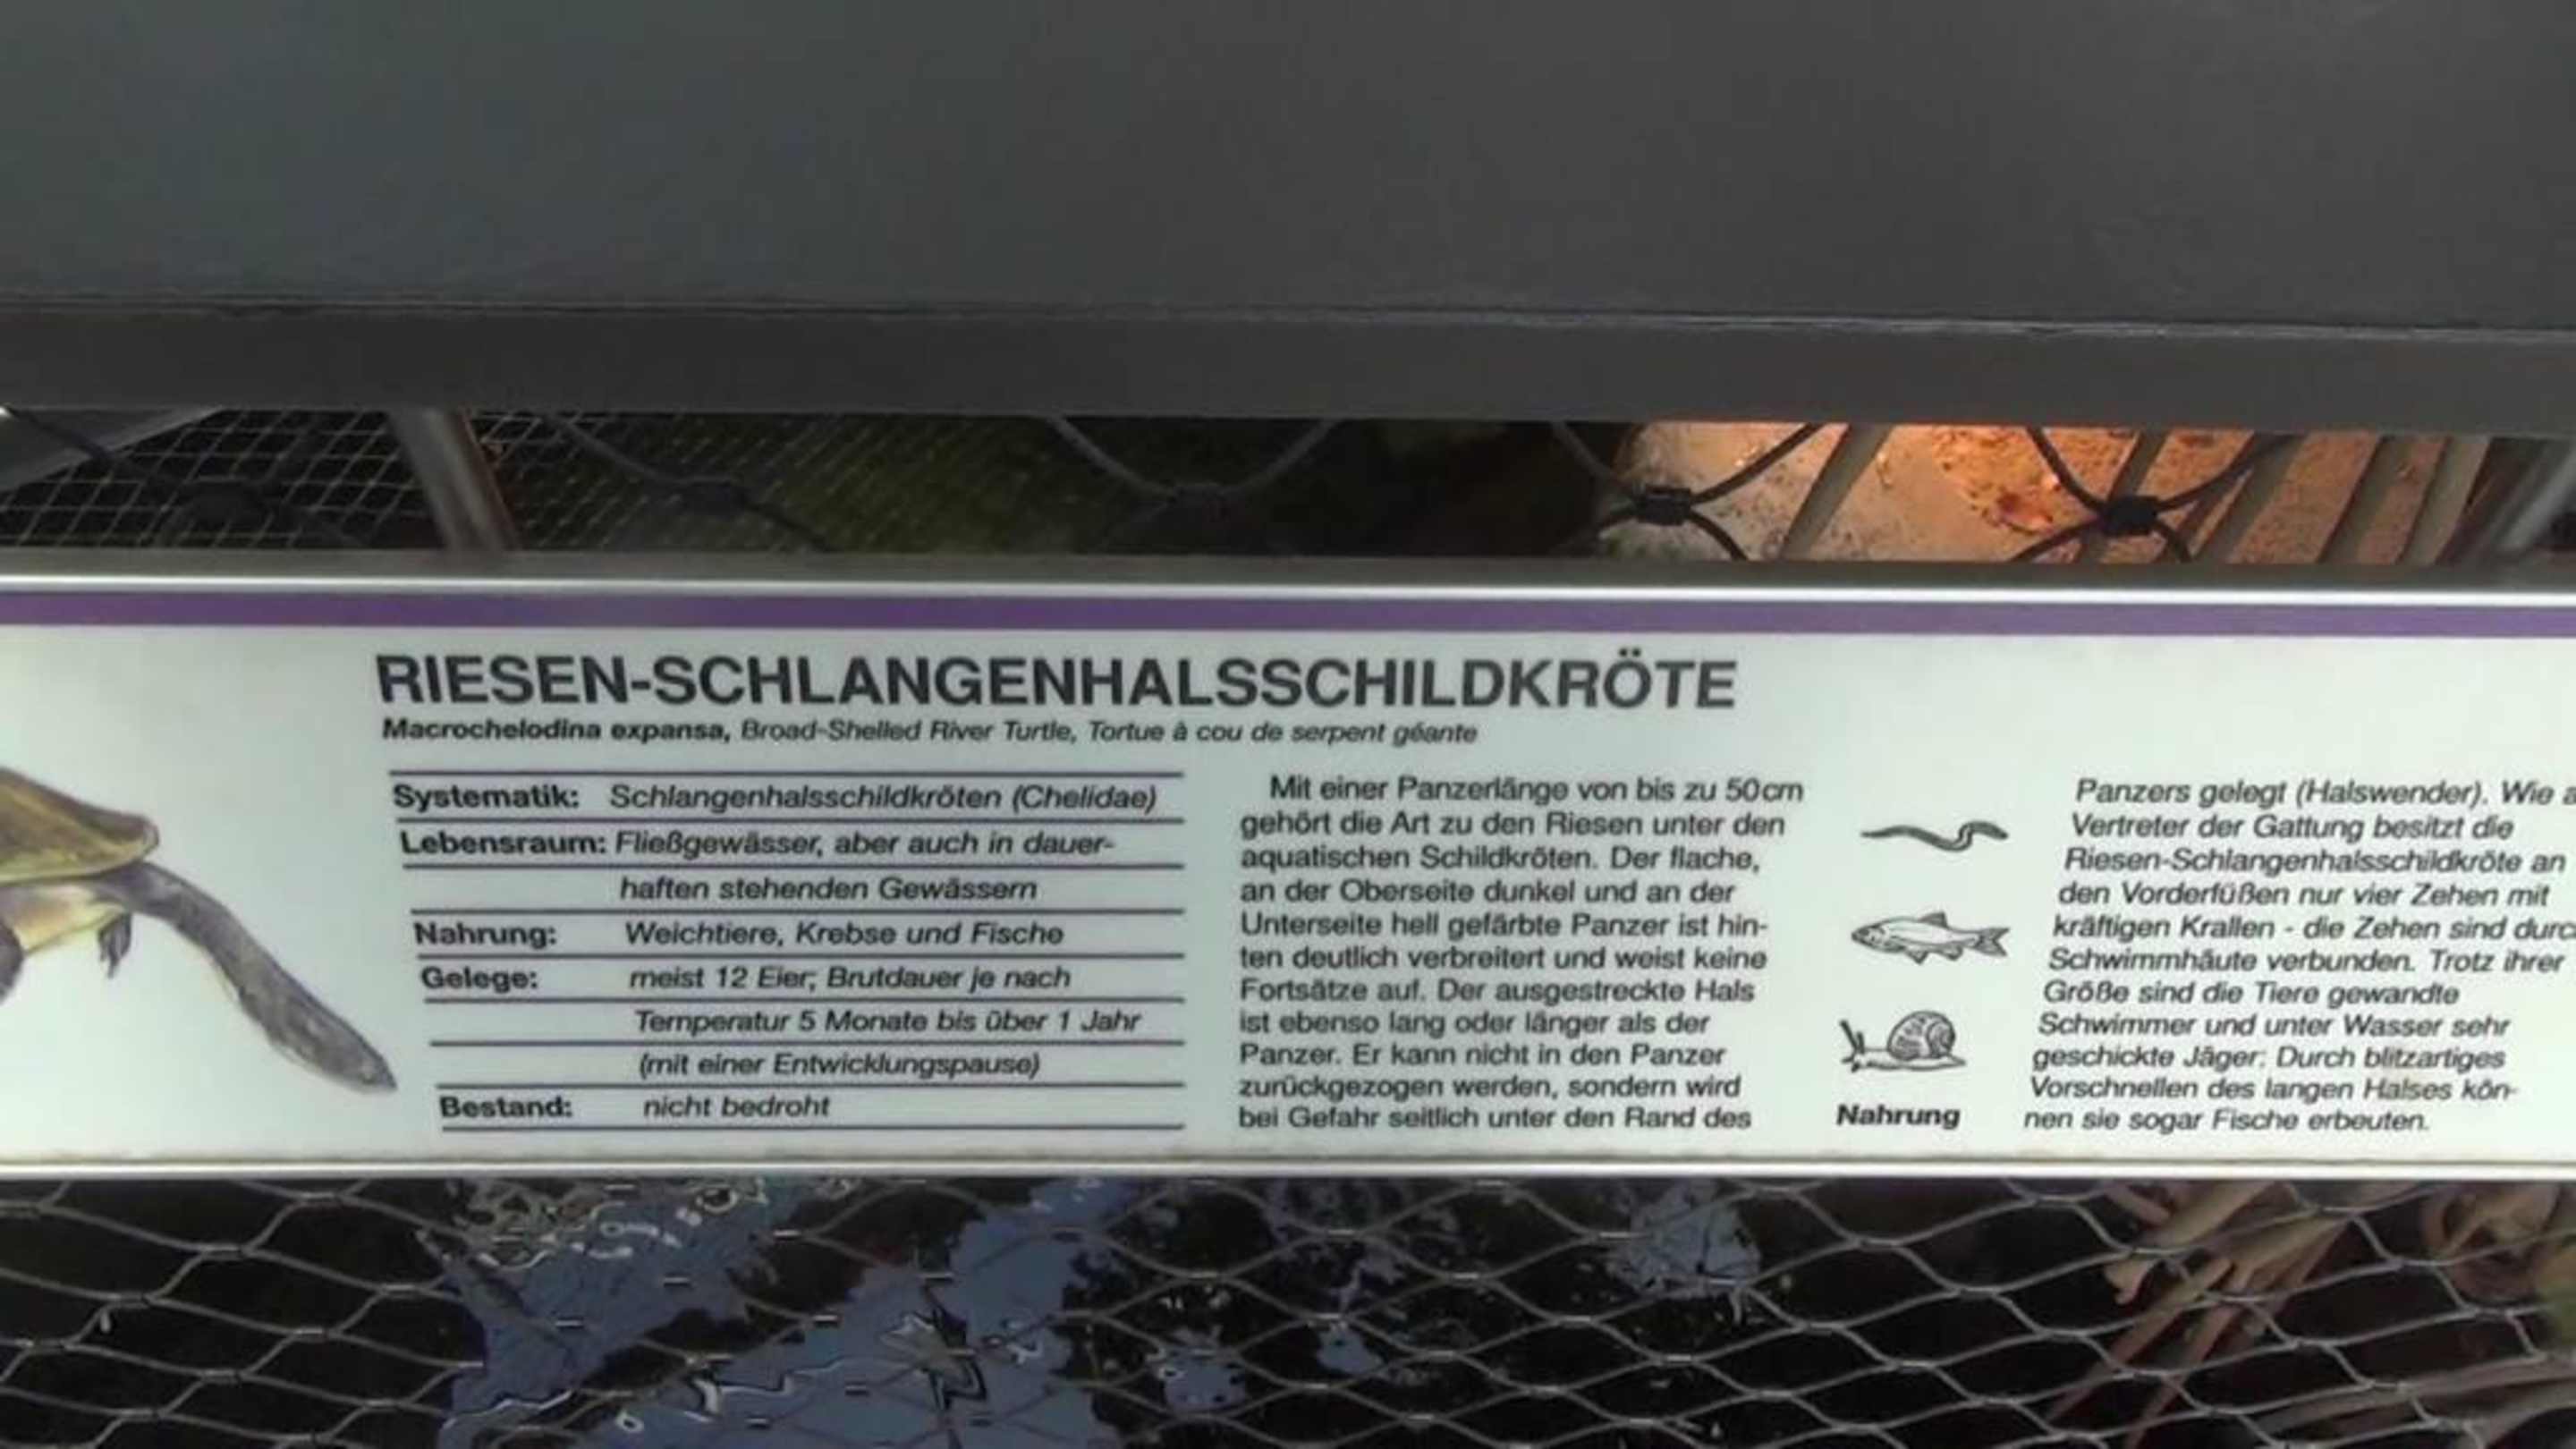 RIESEN-SCHLANGENHALSSCHILDKRÖTE
Macrochelodina expansa, Broad-Shelled River Turtle, Tortue à cou de serpent géante
Systematik: Schlangenhalsschildkröten (Chelidae)
Lebensraum: Fließgewässer, aber auch in dauer-
haften stehenden Gewässern
Nahrung: Weichtiere, Krebse und Fische
Gelege: meist 12 Eier; Brutdauer je nach
Temperatur 5 Monate bis über 1 Jahr
(mit einer Entwicklungspause)
Bestand: nicht bedroht
Mit einer Panzerlänge von bis zu 50cm
gehört die Art zu den Riesen unter den
aquatischen Schildkröten. Der flache,
an der Oberseite dunkel und an der
Unterseite hell gefärbte Panzer ist hin-
ten deutlich verbreitert und weist keine
Fortsätze auf. Der ausgestreckte Hals
ist ebenso lang oder länger als der
Panzer. Er kann nicht in den Panzer
zurückgezogen werden, sondern wird
bei Gefahr seitlich unter den Rand des
Nahrung
Panzers gelegt (Halswender). Wie
Vertreter der Gattung besitzt die
Riesen-Schlangenhalsschildkröte an
den Vorderfüßen nur vier Zehen mit
kräftigen Krallen - die Zehen sind
Schwimmhäute verbunden. Trotz ihrer
Größe sind die Tiere gewandte
Schwimmer und unter Wasser sehr
geschickte Jäger: Durch blitzartiges
Vorschnellen des langen Halses kön-
nen sie sogar Fische erbeuten.